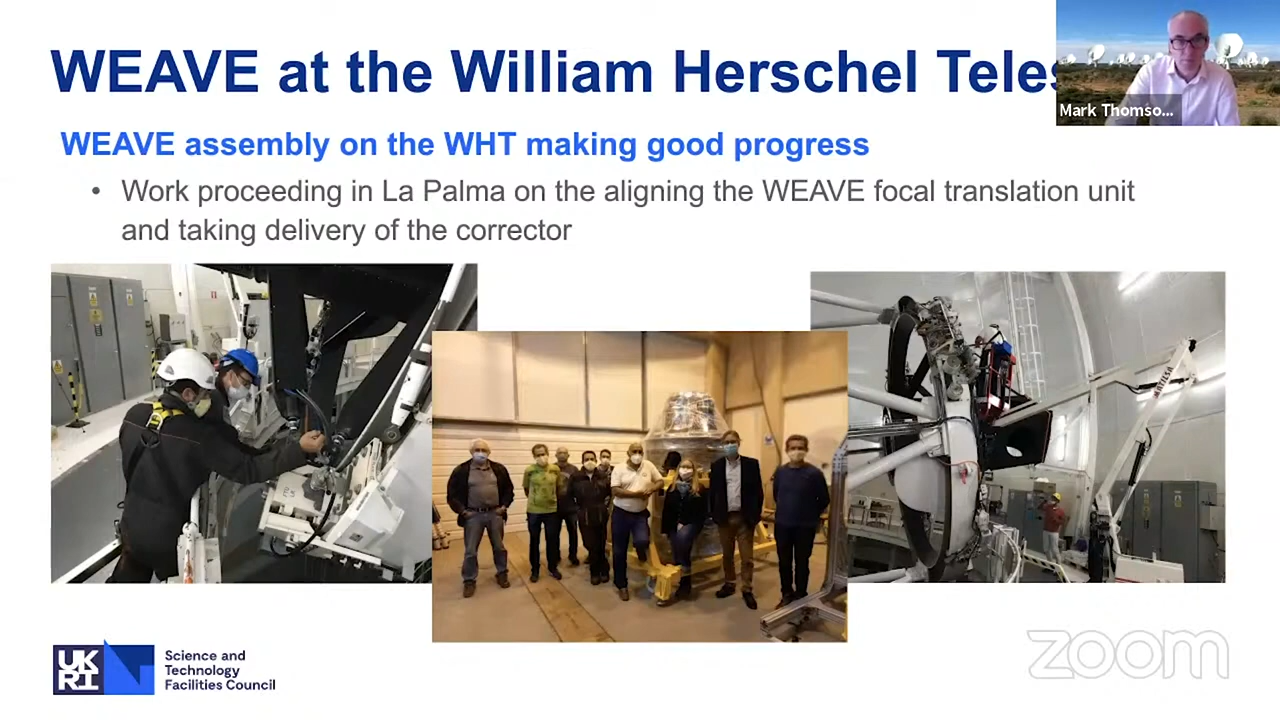 WEAVE at the William Herschel Teles
Mark Thomso...
WEAVE assembly on the WHT making good progress
• Work proceeding in La Palma on the aligning the WEAVE focal translation unit
and taking delivery of the corrector
UK
RI
Science and
Technology
Facilities Council
zoom